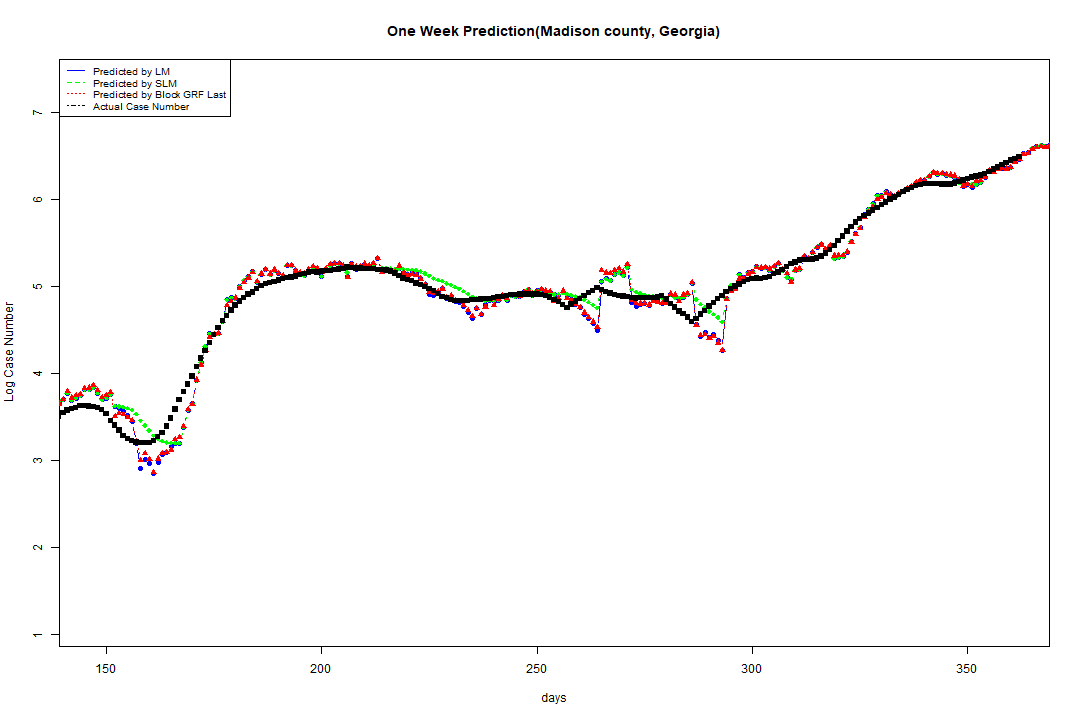 One Week Prediction(Madison county, Georgia)
Predicted by LM
Predicted by SLM
Predicted by Block GRF Last
Actual Case Number
7
6
5
4
3
2
1
Log Case Number
150 200 250 300 350
days